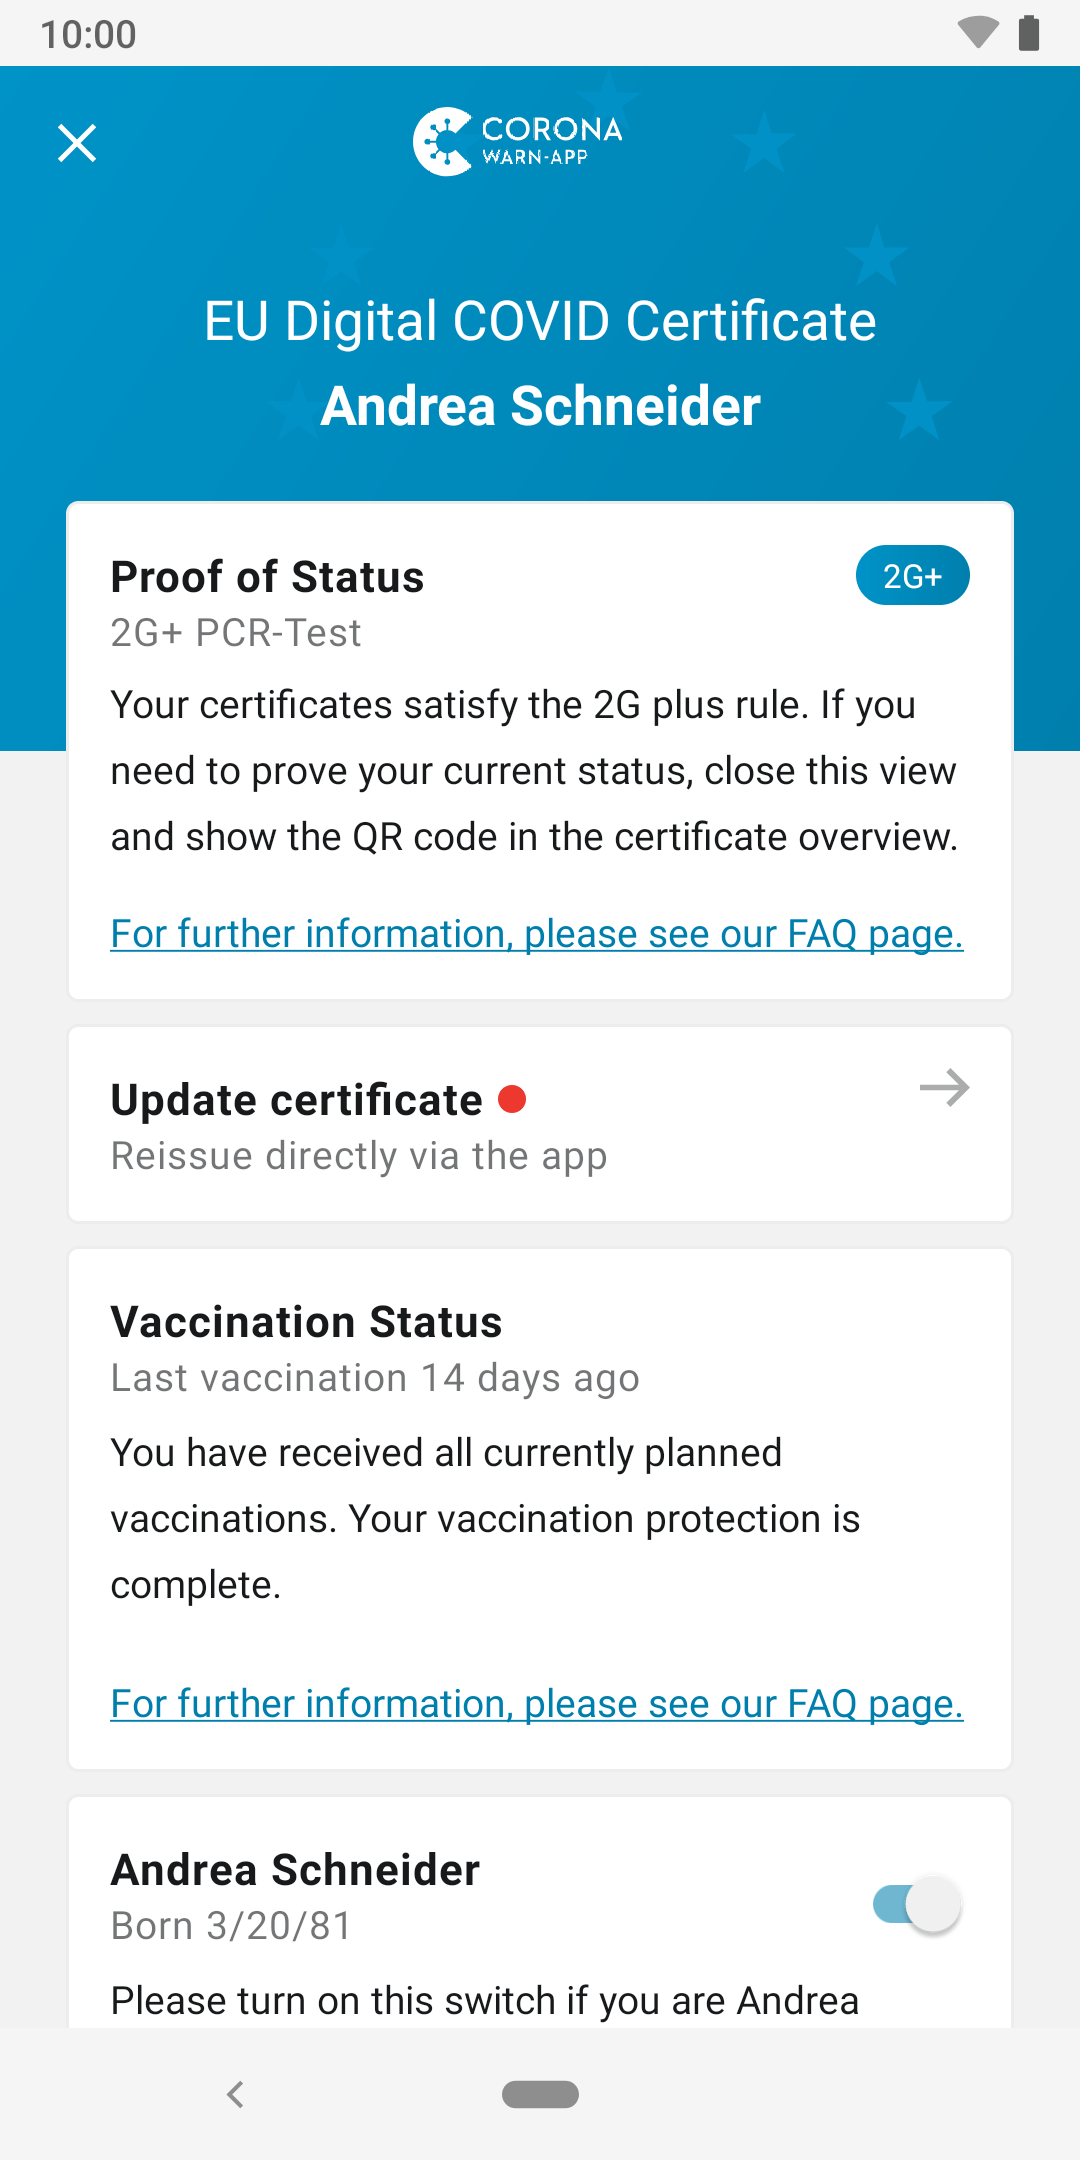 10:00
CORONA
WARN-APP
EU Digital COVID Certificate
Andrea Schneider
Proof of Status
2G+
2G+ PCR-Test
Your certificates satisfy the 2G plus rule. If you
need to prove your current status, close this view
and show the QR code in the certificate overview.
For further information, please see our FAQ page.
Update certificate
Reissue directly via the app
Vaccination Status
Last vaccination 14 days ago
You have received all currently planned
vaccinations. Your vaccination protection is
complete.
For further information, please see our FAQ page.
Andrea Schneider
Born 3/20/81
Please turn on this switch if you are Andrea